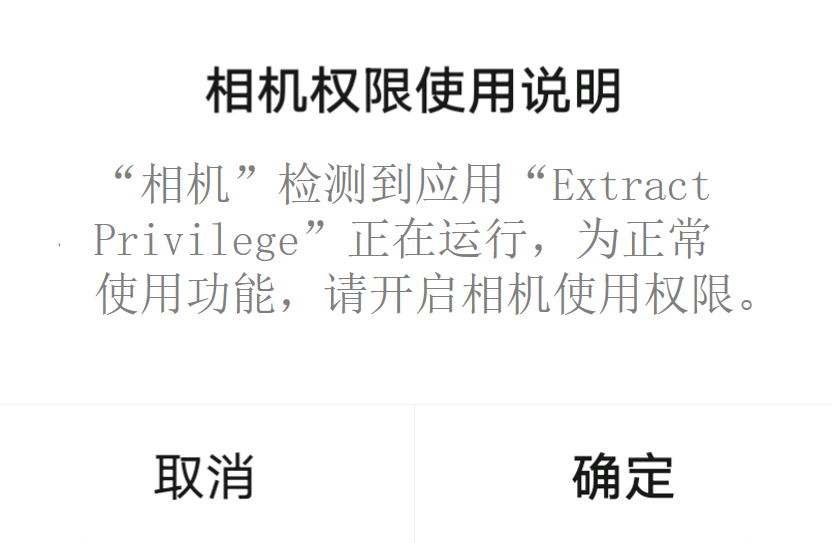 相机权限使用说明
“相机”检测到应用“Extract
Privilege”正在运行，为正常
使用功能，请开启相机使用权限。
取消
确定